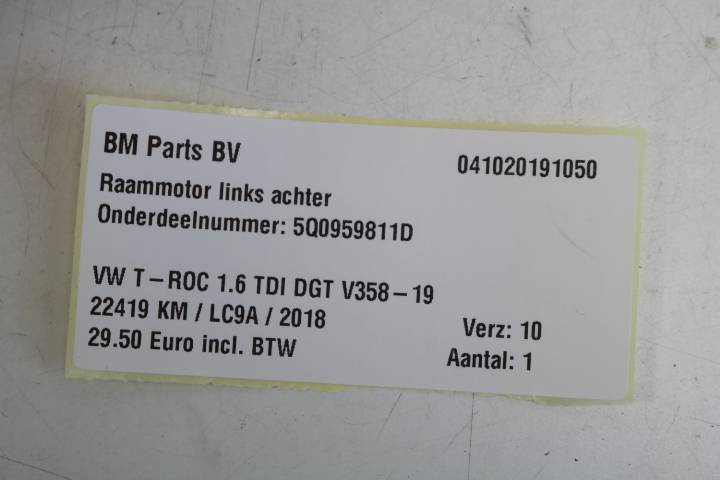 BM Parts BV
041020191050
Raammotor links achter
Onderdeelnummer: 5Q0959811D
VW T-ROC 1.6 TDI DGT V358-19
22419 KM / LC9A / 2018
Verz: 10
29.50 Euro incl. BTW
Aantal: 1